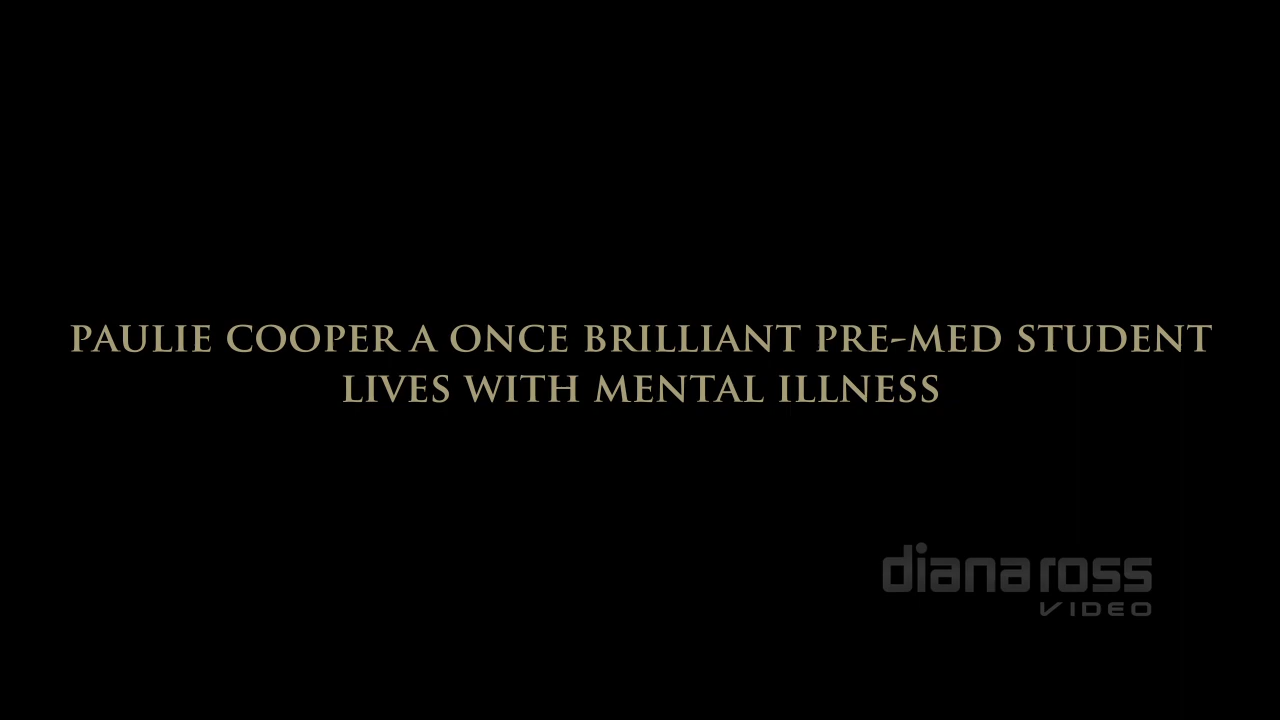 PAULIE COOPER A ONCE BRILLIANT PRE-MED STUDENT
LIVES WITH MENTAL ILLNESS
diana ross
VIDEO